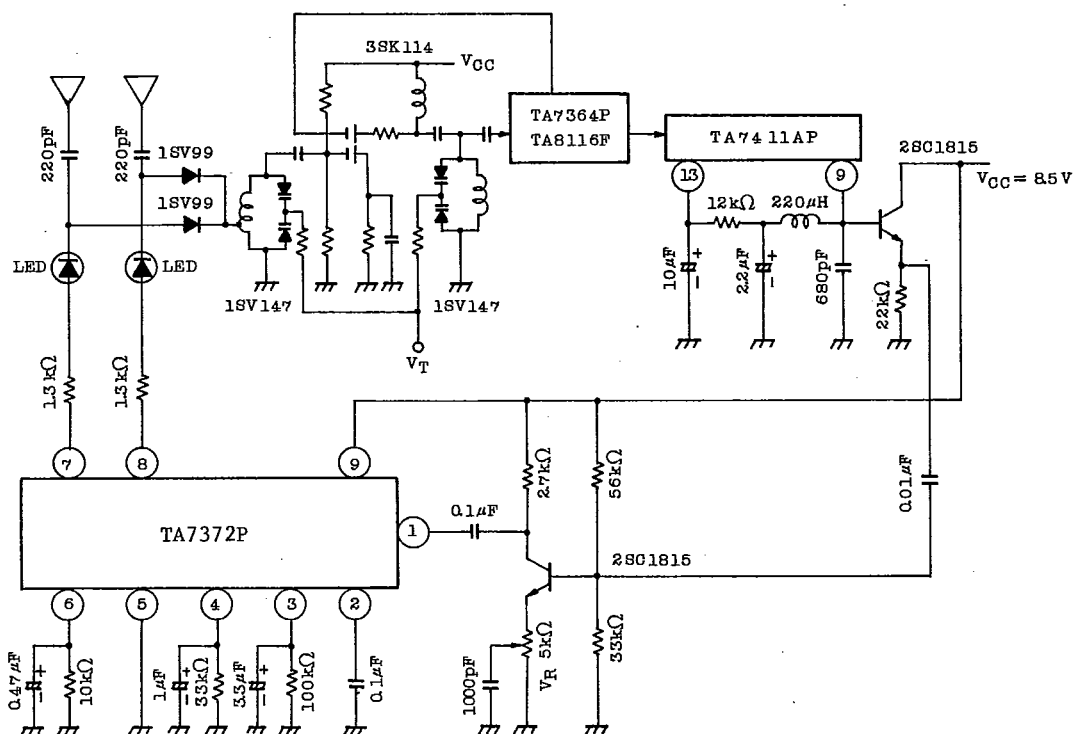 3SK114
VCC
220pF
220pF
1SV99
1SV99
TA7364P
TA8116F
TA7411AP
2SC1815
VCC = 8.5V
13
9
12kΩ
220μH
LED
LED
1SV147
1SV147
10μF
+
−
2.2μF
+
−
680pF
22kΩ
VT
1.3kΩ
1.3kΩ
7
8
9
2.7kΩ
56kΩ
0.01μF
TA7372P
1
0.1μF
2SC1815
6
5
4
3
2
0.47μF
+
−
10kΩ
1μF
+
−
33kΩ
3.3μF
+
−
100kΩ
0.1μF
1000pF
5kΩ
VR
33kΩ